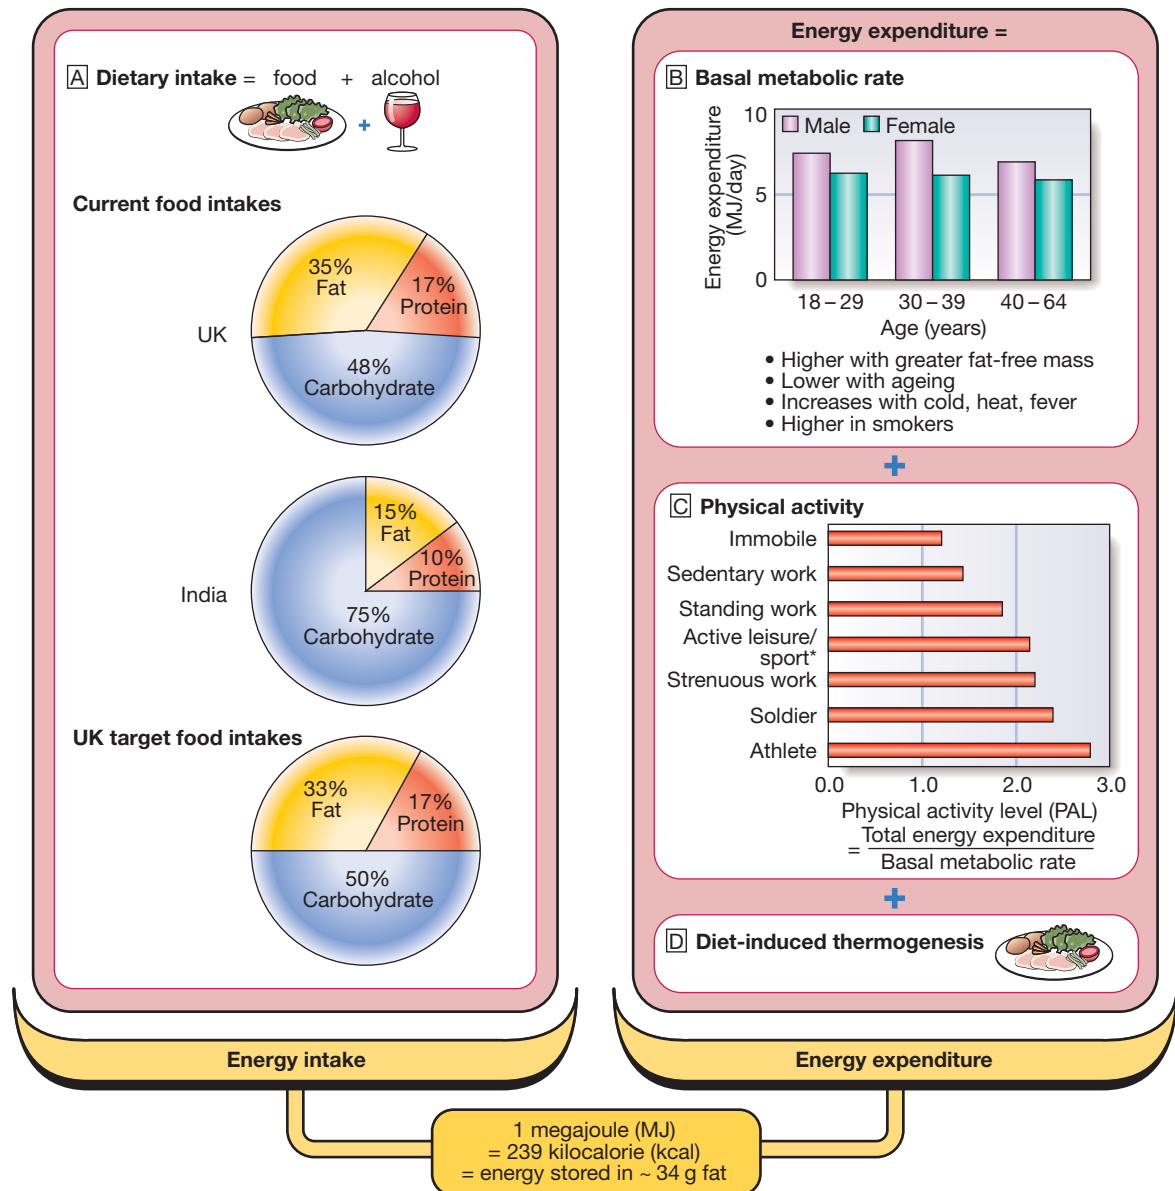 A Dietary intake = food + alcohol
+
Current food intakes
35%
Fat
17%
Protein
UK
48%
Carbohydrate
15%
Fat
10%
Protein
India
75%
Carbohydrate
UK target food intakes
33%
Fat
17%
Protein
50%
Carbohydrate
Energy intake
Energy expenditure =
B Basal metabolic rate
Energy expenditure
(MJ/day)
10
5
0
Male Female
18 – 29 30 – 39 40 – 64
Age (years)
• Higher with greater fat-free mass
• Lower with ageing
• Increases with cold, heat, fever
• Higher in smokers
+
C Physical activity
Immobile
Sedentary work
Standing work
Active leisure/
sport*
Strenuous work
Soldier
Athlete
0.0 1.0 2.0 3.0
Physical activity level (PAL)
= Total energy expenditure
Basal metabolic rate
+
D Diet-induced thermogenesis
Energy expenditure
1 megajoule (MJ)
= 239 kilocalorie (kcal)
= energy stored in ~ 34 g fat